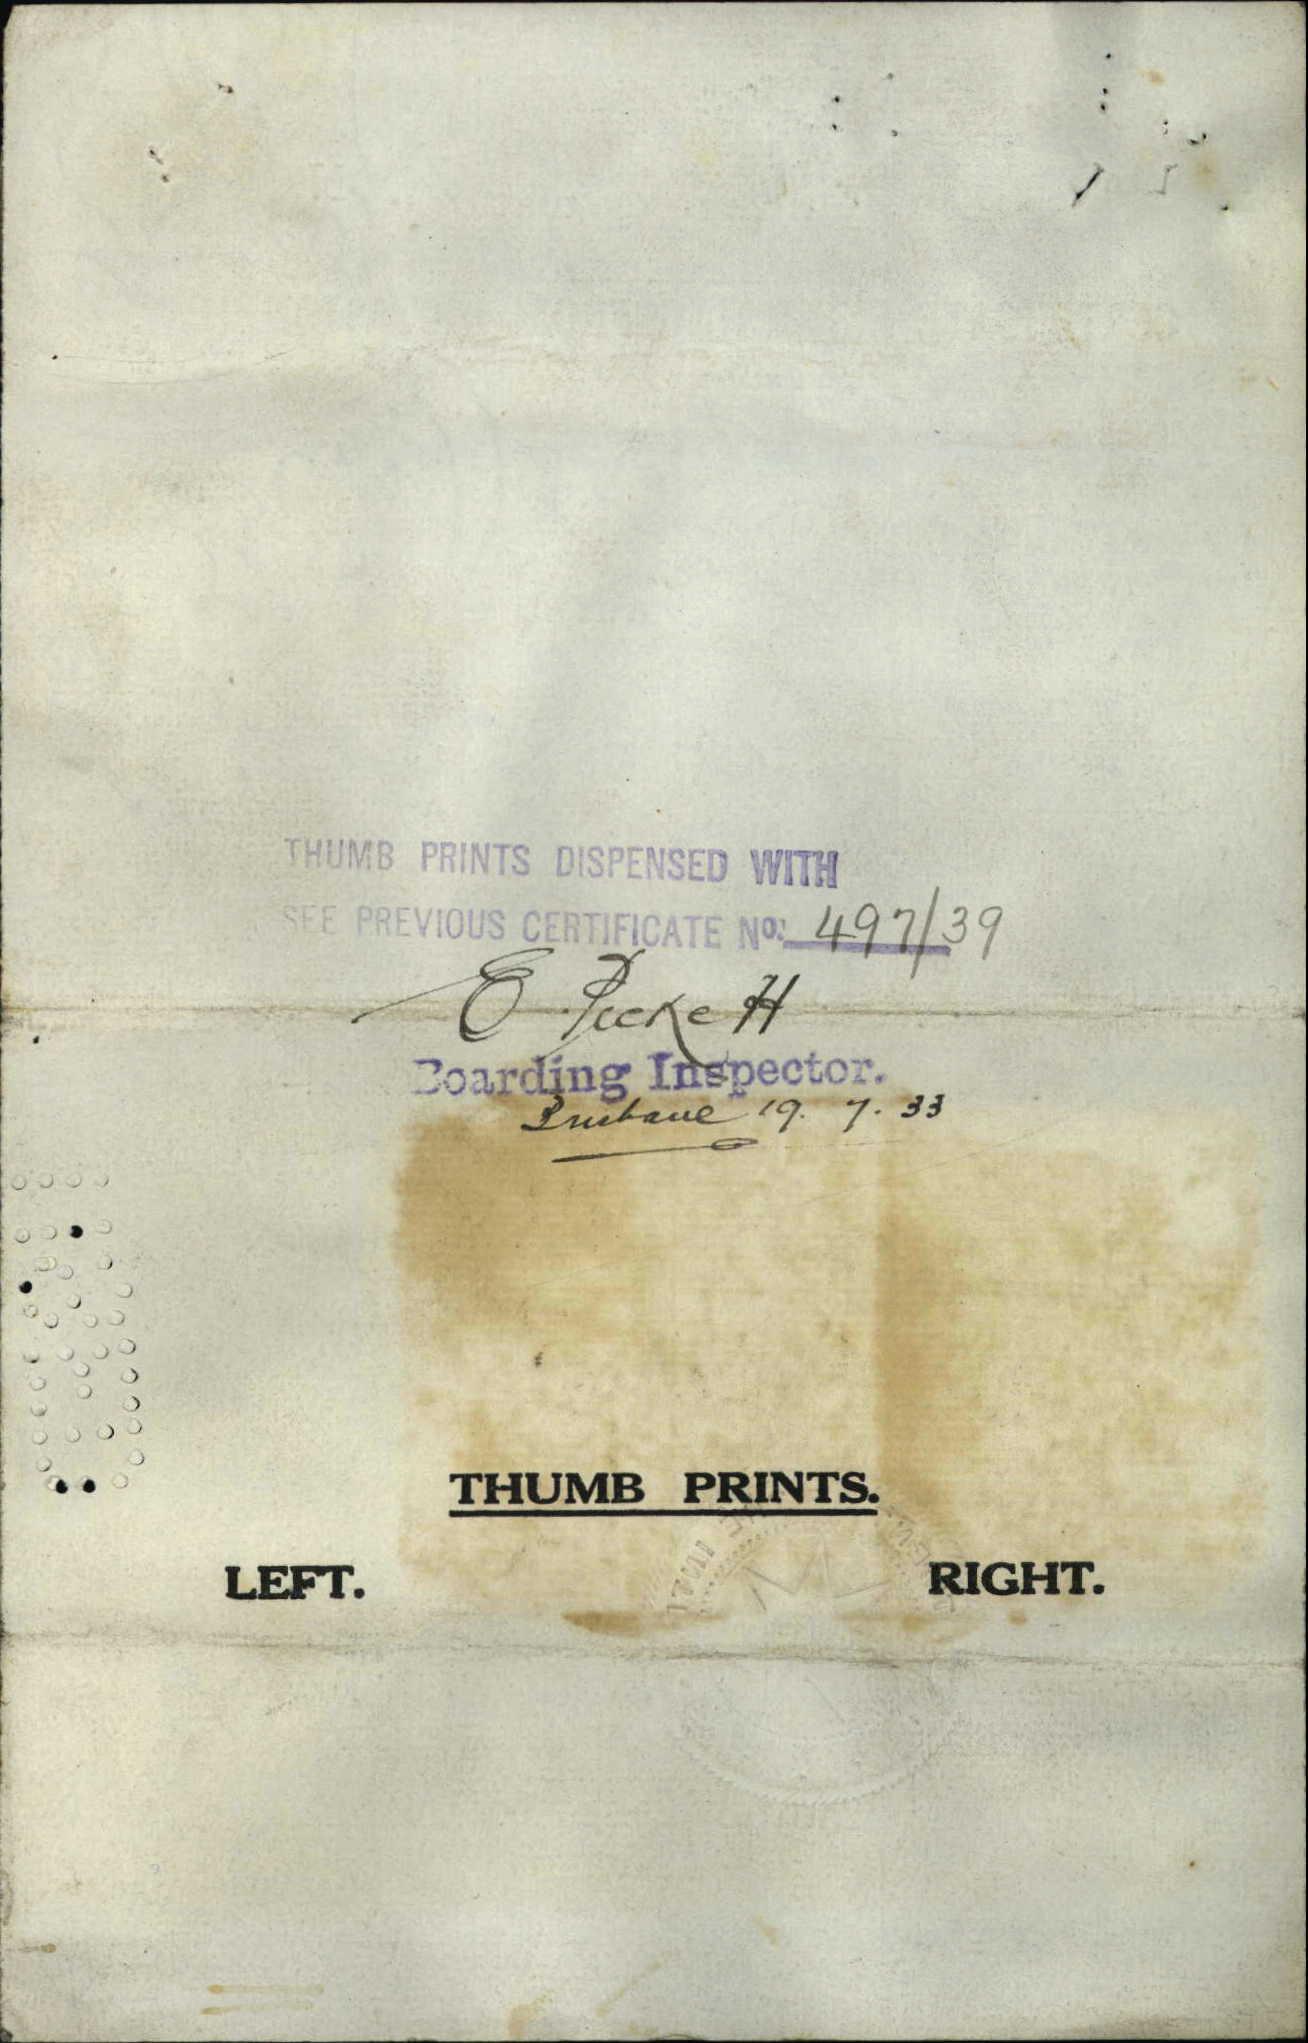 THUMB PRINTS DISPENSED WITH
SEE PREVIOUS CERTIFICATE No: 497/39
E Pickett
Boarding Inspector.
Brisbane 19. 7. 33
THUMB PRINTS.
LEFT.
RIGHT.